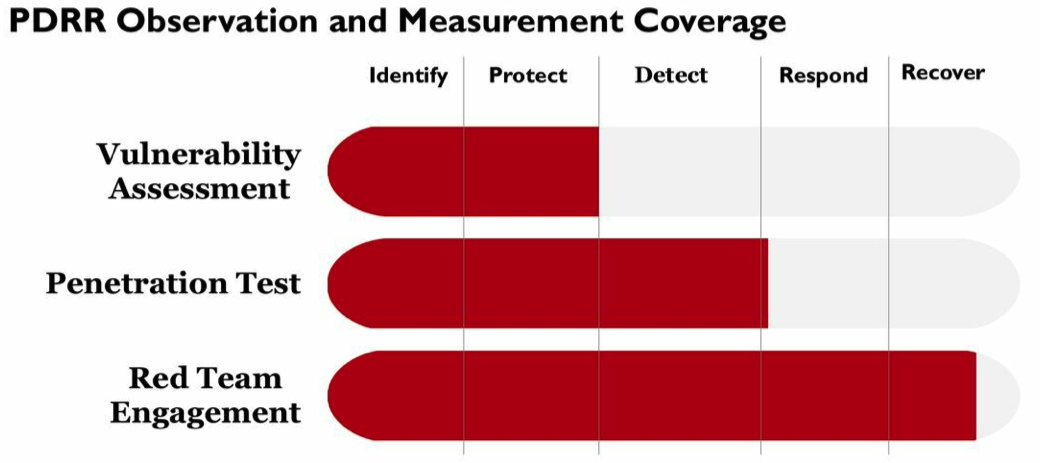 PDRR Observation and Measurement Coverage
Identify Protect Detect Respond Recover
Vulnerability
Assessment
Penetration Test
Red Team
Engagement